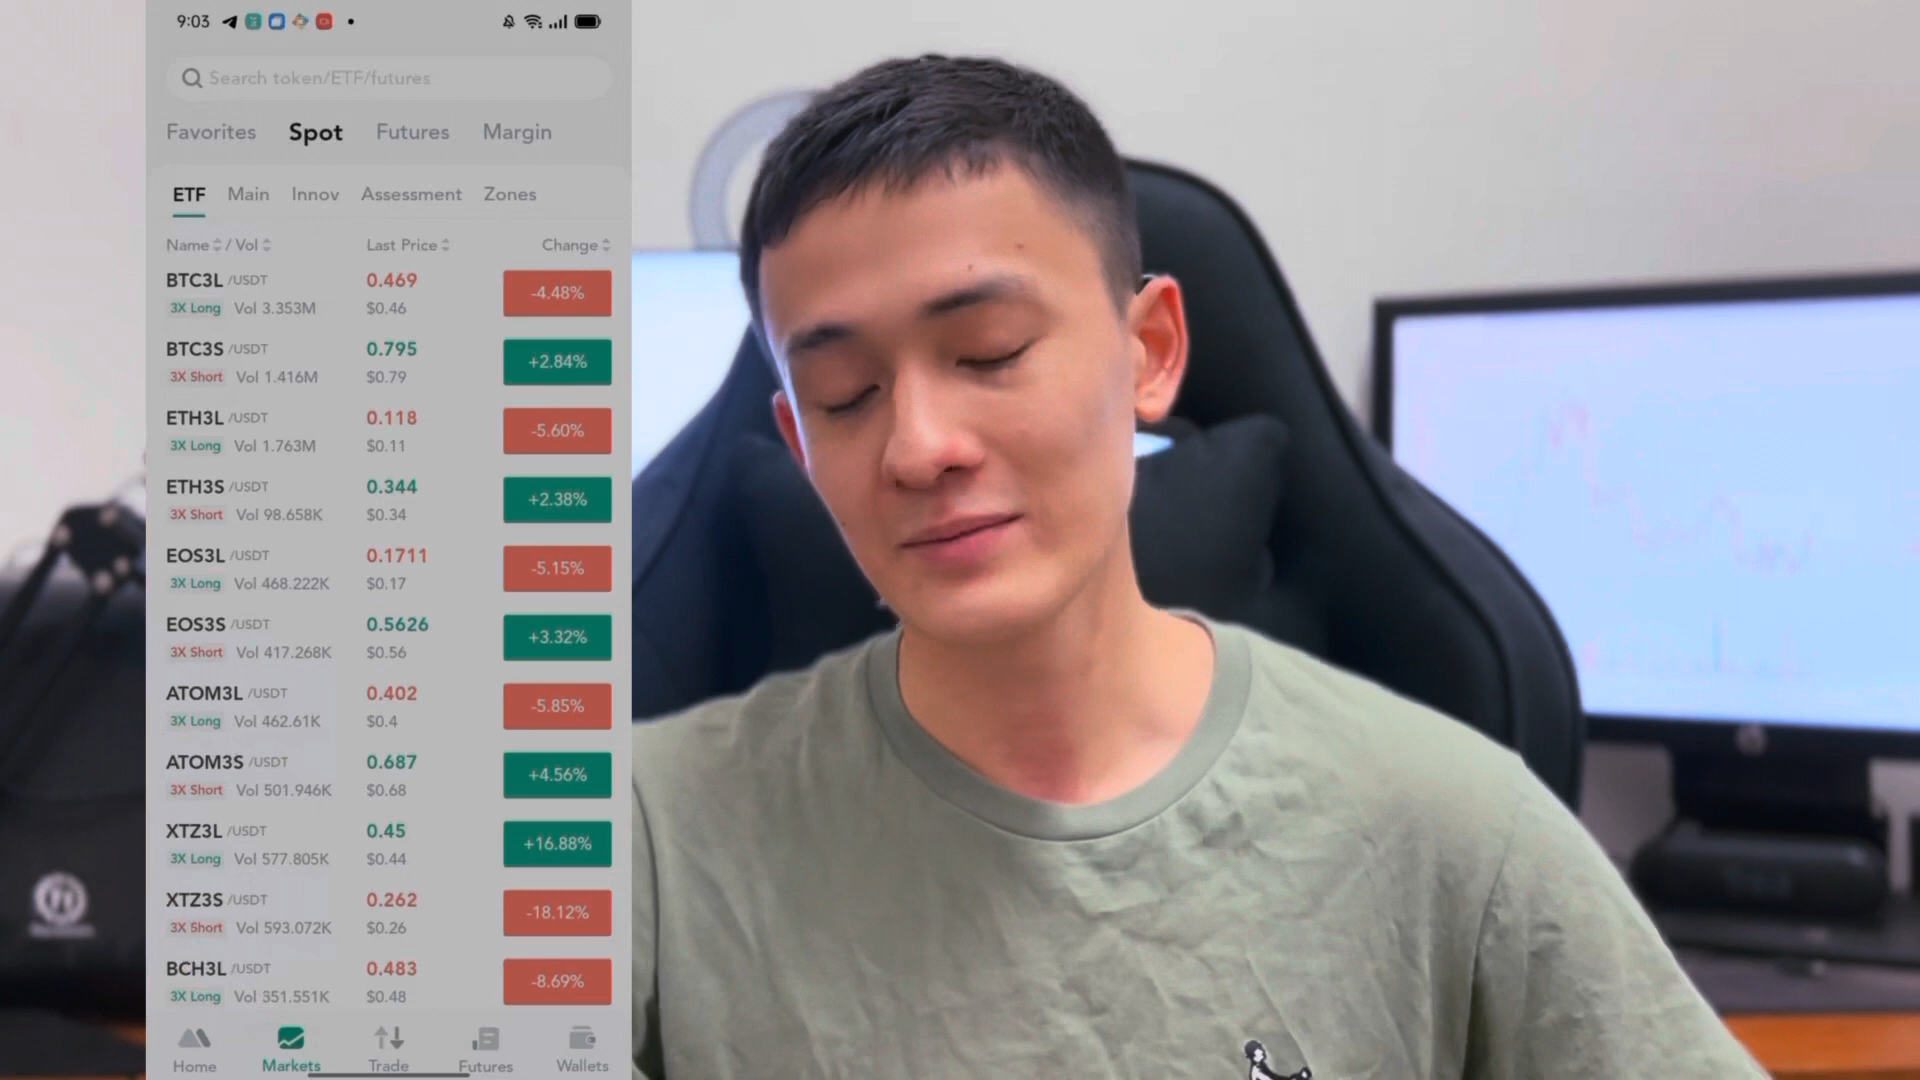 9:03
Search token/ETF/futures
Favorites Spot Futures Margin
ETF Main Innov Assessment Zones
Name / Vol Last Price Change
BTC3L /USDT 0.469 -4.48%
3X Long Vol 3.353M $0.46
BTC3S /USDT 0.795 +2.84%
3X Short Vol 1.416M $0.79
ETH3L /USDT 0.118 -5.60%
3X Long Vol 1.763M $0.11
ETH3S /USDT 0.344 +2.38%
3X Short Vol 98.658K $0.34
EOS3L /USDT 0.1711 -5.15%
3X Long Vol 468.222K $0.17
EOS3S /USDT 0.5626 +3.32%
3X Short Vol 417.268K $0.56
ATOM3L /USDT 0.402 -5.85%
3X Long Vol 462.61K $0.4
ATOM3S /USDT 0.687 +4.56%
3X Short Vol 501.946K $0.68
XTZ3L /USDT 0.45 +16.88%
3X Long Vol 577.805K $0.44
XTZ3S /USDT 0.262 -18.12%
3X Short Vol 593.072K $0.26
BCH3L /USDT 0.483 -8.69%
3X Long Vol 351.551K $0.48
Home Markets Trade Futures Wallets